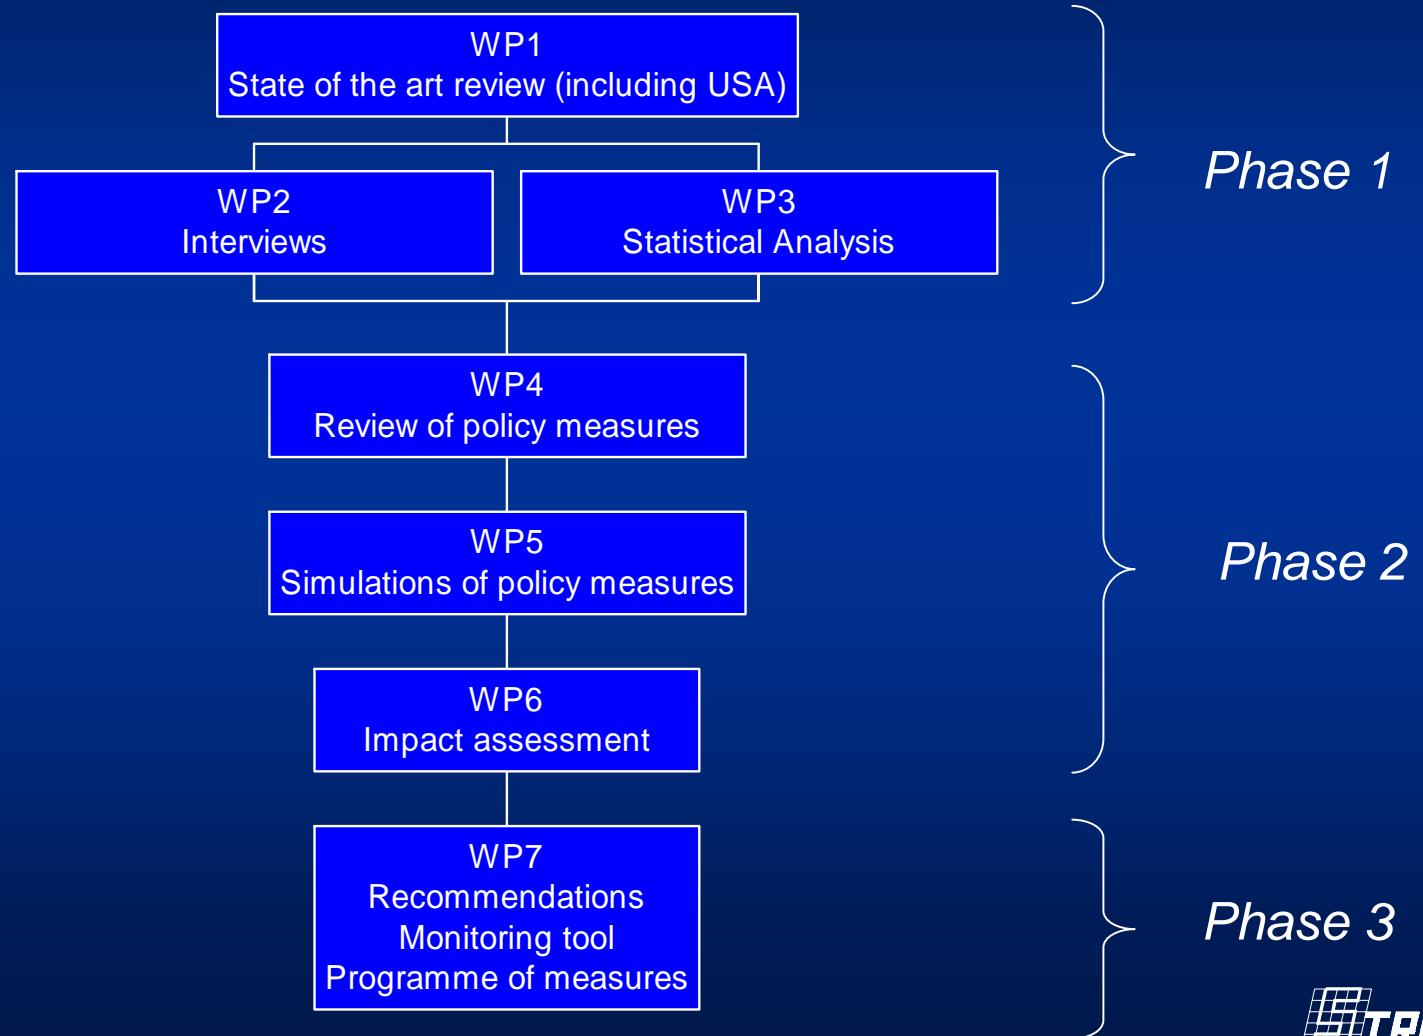 WP1
State of the art review (including USA)
WP2
Interviews
WP3
Statistical Analysis
Phase 1
WP4
Review of policy measures
WP5
Simulations of policy measures
WP6
Impact assessment
Phase 2
WP7
Recommendations
Monitoring tool
Programme of measures
Phase 3